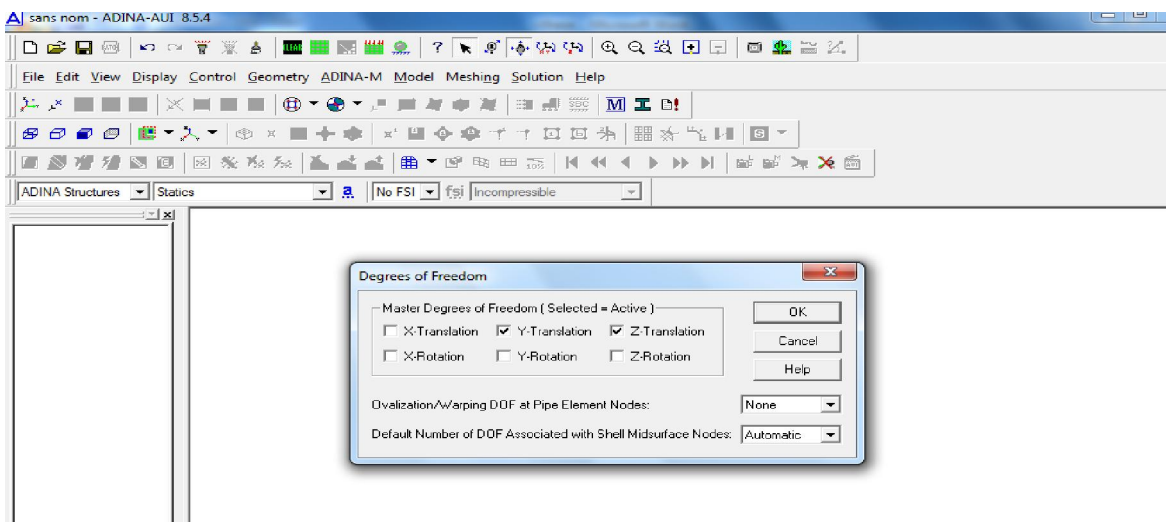 sans nom - ADINA-AUI 8.5.4
File Edit View Display Control Geometry ADINA-M Model Meshing Solution Help
ADINA Structures Statics a No FSI fsi Incompressible
Degrees of Freedom
Master Degrees of Freedom ( Selected = Active )
X-Translation Y-Translation Z-Translation
X-Rotation Y-Rotation Z-Rotation
OK
Cancel
Help
Ovalization/Warping DOF at Pipe Element Nodes: None
Default Number of DOF Associated with Shell Midsurface Nodes: Automatic